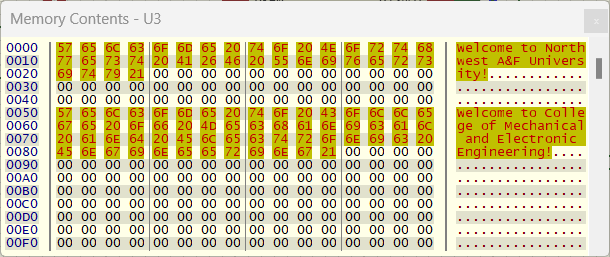 Memory Contents - U3
0000 57 65 6C 63 6F 6D 65 20 74 6F 20 4E 6F 72 74 68 Welcome to North
0010 77 65 73 74 20 41 26 46 20 55 6E 69 76 65 72 73 west A&F Univers
0020 69 74 79 21 00 00 00 00 00 00 00 00 00 00 00 00 ity!............
0030 00 00 00 00 00 00 00 00 00 00 00 00 00 00 00 00 ................
0040 00 00 00 00 00 00 00 00 00 00 00 00 00 00 00 00 ................
0050 57 65 6C 63 6F 6D 65 20 74 6F 20 43 6F 6C 6C 65 Welcome to Colle
0060 67 65 20 6F 66 20 4D 65 63 68 61 6E 69 63 61 6C ge of Mechanical
0070 20 61 6E 64 20 45 6C 65 63 74 72 6F 6E 69 63 20 and Electronic
0080 45 6E 67 69 6E 65 65 72 69 6E 67 21 00 00 00 00 Engineering!....
0090 00 00 00 00 00 00 00 00 00 00 00 00 00 00 00 00 ................
00A0 00 00 00 00 00 00 00 00 00 00 00 00 00 00 00 00 ................
00B0 00 00 00 00 00 00 00 00 00 00 00 00 00 00 00 00 ................
00C0 00 00 00 00 00 00 00 00 00 00 00 00 00 00 00 00 ................
00D0 00 00 00 00 00 00 00 00 00 00 00 00 00 00 00 00 ................
00E0 00 00 00 00 00 00 00 00 00 00 00 00 00 00 00 00 ................
00F0 00 00 00 00 00 00 00 00 00 00 00 00 00 00 00 00 ................